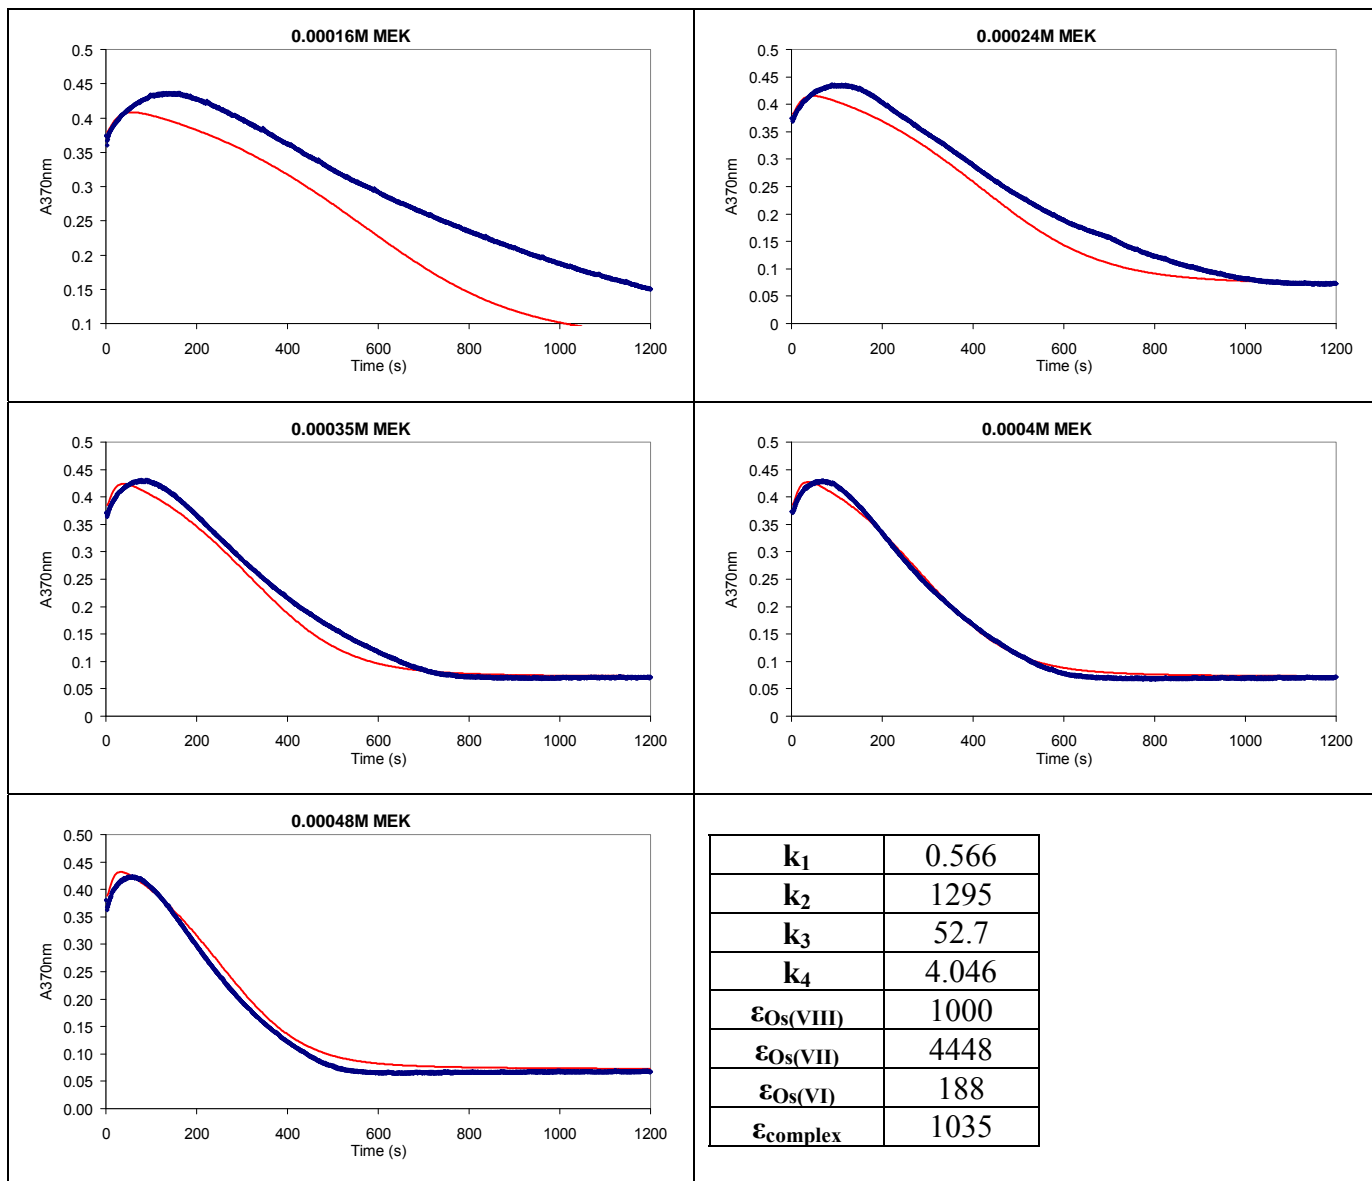 0.00016M MEK
0.5
0.45
0.4
0.35
0.3
0.25
0.2
0.15
0.1
A370nm
0 200 400 600 800 1000 1200
Time (s)
0.00024M MEK
0.5
0.45
0.4
0.35
0.3
0.25
0.2
0.15
0.1
0.05
0
A370nm
0 200 400 600 800 1000 1200
Time (s)
0.00035M MEK
0.5
0.45
0.4
0.35
0.3
0.25
0.2
0.15
0.1
0.05
0
A370nm
0 200 400 600 800 1000 1200
Time (s)
0.0004M MEK
0.5
0.45
0.4
0.35
0.3
0.25
0.2
0.15
0.1
0.05
0
A370nm
0 200 400 600 800 1000 1200
Time (s)
0.00048M MEK
0.50
0.45
0.40
0.35
0.30
0.25
0.20
0.15
0.10
0.05
0.00
A370nm
0 200 400 600 800 1000 1200
Time (s)
k₁ 0.566
k₂ 1295
k₃ 52.7
k₄ 4.046
εOs(VIII) 1000
εOs(VII) 4448
εOs(VI) 188
εcomplex 1035